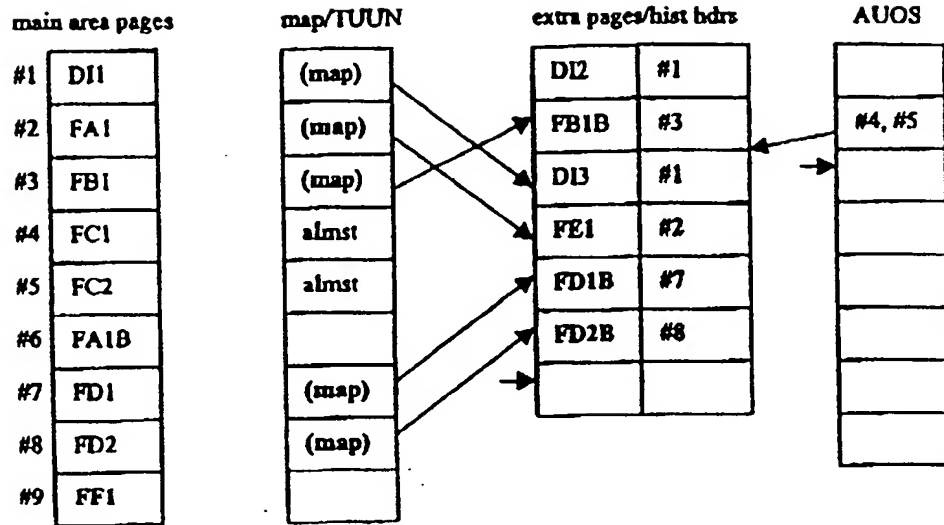 main area pages map/TUUN extra pages/hist hdrs AUOS
#1 DI1 (map) DI2 #1
#2 FA1 (map) FB1B #3 #4, #5
#3 FB1 (map) DI3 #1
#4 FC1 almst FE1 #2
#5 FC2 almst FD1B #7
#6 FA1B FD2B #8
#7 FD1 (map)
#8 FD2 (map)
#9 FF1